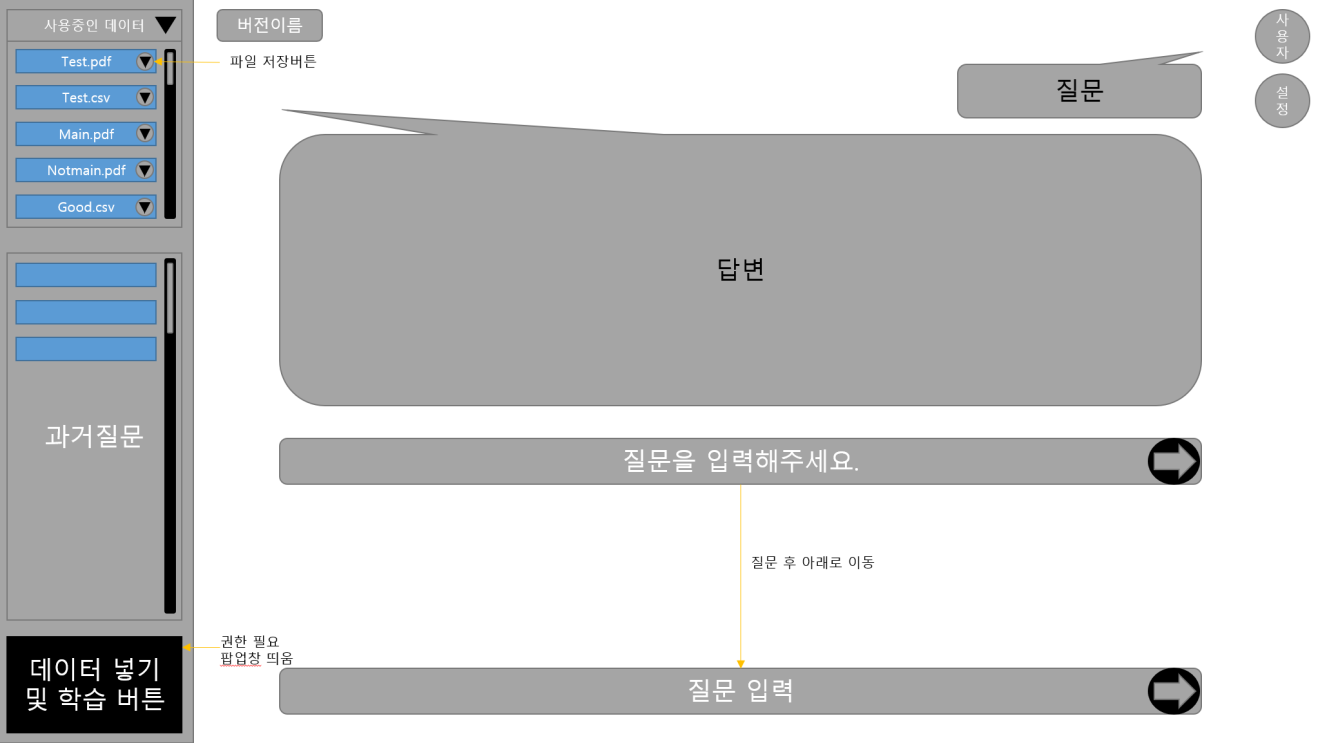 사용중인 데이터
Test.pdf
Test.csv
Main.pdf
Notmain.pdf
Good.csv
과거질문
데이터 넣기
및 학습 버튼
버전이름
파일 저장버튼
사용자
설정
질문
답변
질문을 입력해주세요.
질문 후 아래로 이동
권한 필요
팝업창 띄움
질문 입력